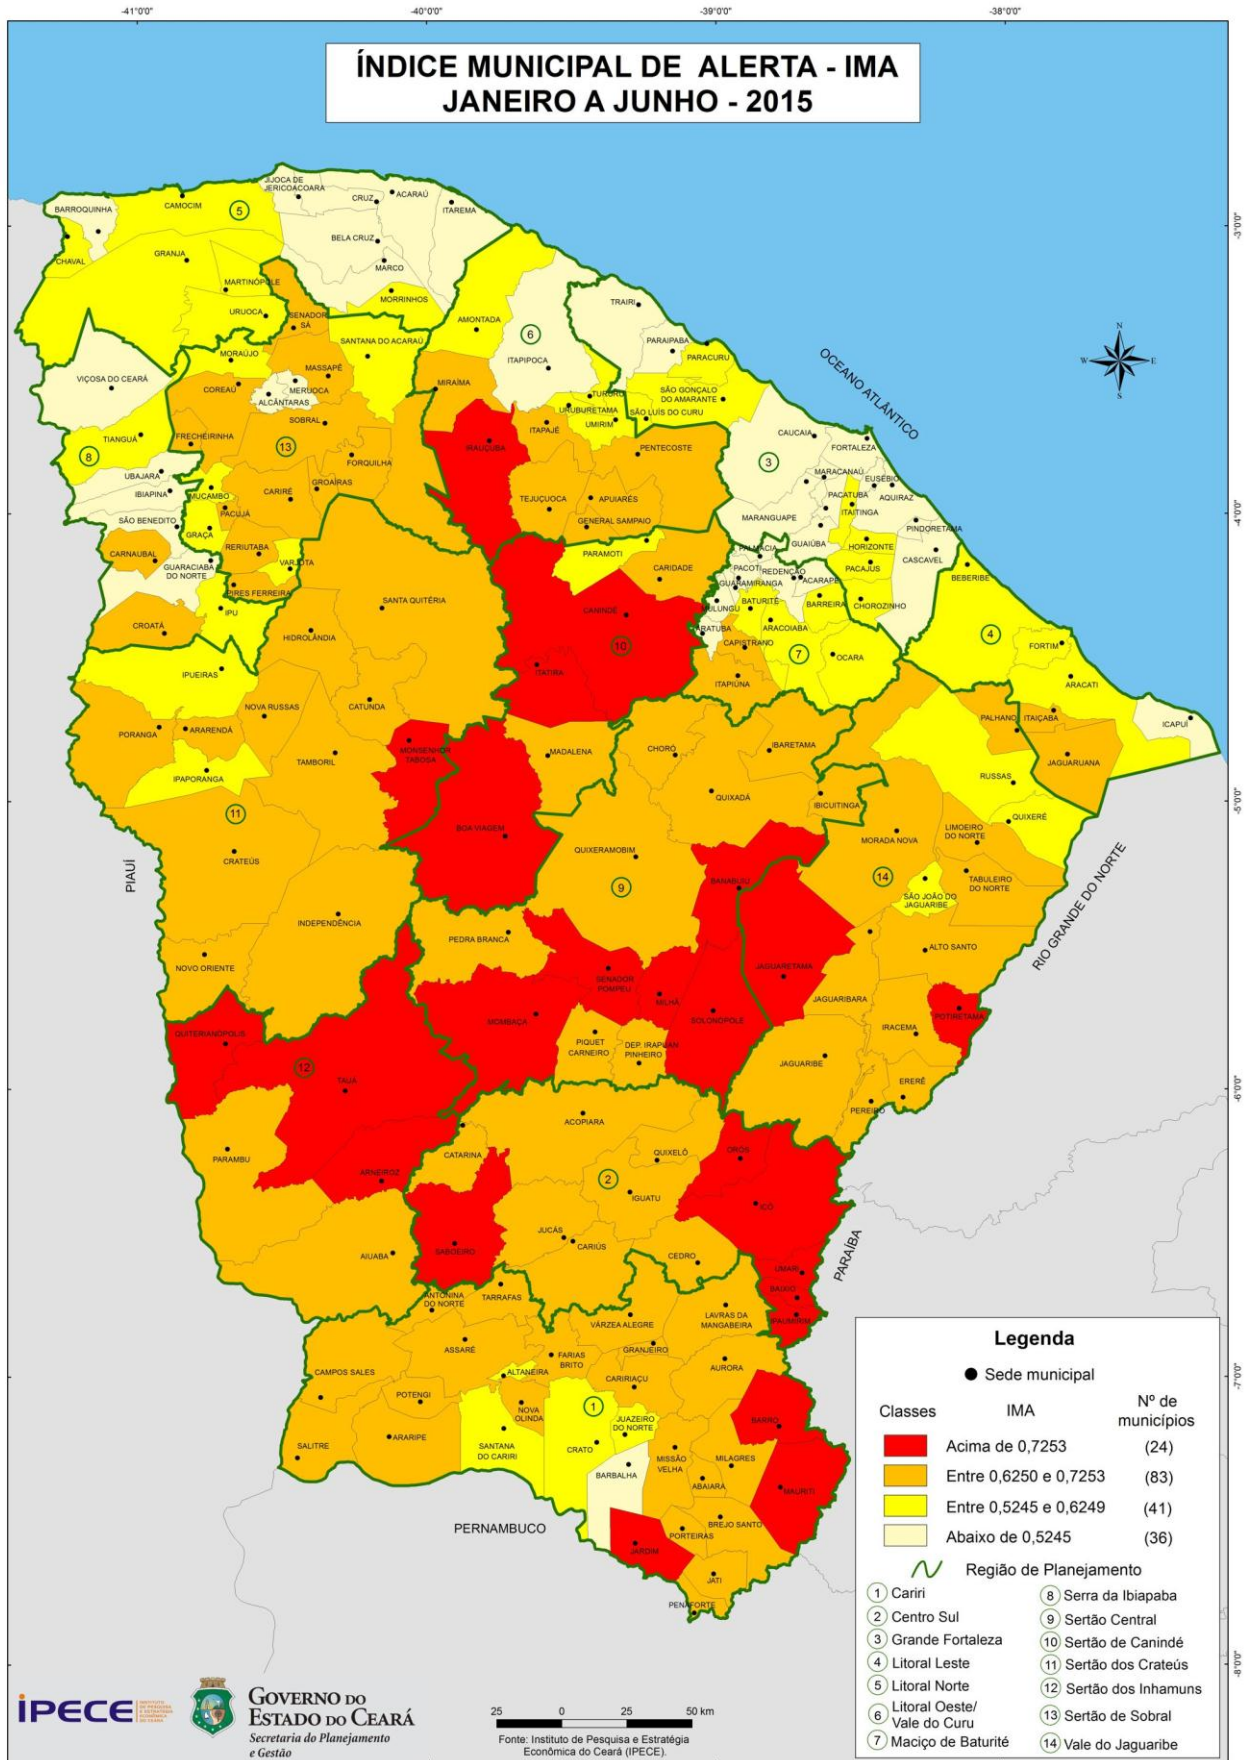 -41°0'0"
-40°0'0"
-39°0'0"
-38°0'0"
ÍNDICE MUNICIPAL DE ALERTA - IMA
JANEIRO A JUNHO - 2015
-3°0'0"
-4°0'0"
-5°0'0"
-6°0'0"
-7°0'0"
-8°0'0"
N
W
E
S
OCEANO ATLÂNTICO
PIAUÍ
RIO GRANDE DO NORTE
PARAÍBA
PERNAMBUCO
JIJOCA DE
JERICOACOARA
CRUZ
ACARAÚ
ITAREMA
BARROQUINHA
CAMOCIM
5
CHAVAL
GRANJA
BELA CRUZ
MARCO
MARTINÓPOLE
MORRINHOS
URUOCA
SENADOR
SÁ
AMONTADA
6
TRAIRI
PARAIPABA
PARACURU
SANTANA DO ACARAÚ
MORAÚJO
ITAPIPOCA
VIÇOSA DO CEARÁ
COREAÚ
MASSAPÊ
MERUOCA
ALCÂNTARAS
MIRAÍMA
TURURU
URUBURETAMA
UMIRIM
SÃO GONÇALO
DO AMARANTE
SÃO LUÍS DO CURU
TIANGUÁ
8
FRECHEIRINHA
SOBRAL
13
IRAUÇUBA
ITAPAJÉ
PENTECOSTE
CAUCAIA
FORTALEZA
3
UBAJARA
IBIAPINA
FORQUILHA
GROAÍRAS
CARIRÉ
MUCAMBO
PACUJÁ
TEJUÇUOCA
APUIARÉS
GENERAL SAMPAIO
MARACANAÚ
EUSÉBIO
AQUIRAZ
PACATUBA
ITAITINGA
MARANGUAPE
PINDORETAMA
SÃO BENEDITO
GRAÇA
GUAIÚBA
HORIZONTE
CASCAVEL
CARNAUBAL
RERIUTABA
VARJOTA
GUARACIABA
DO NORTE
PIRES FERREIRA
PARAMOTI
CARIDADE
PALMÁCIA
PACOTI
REDENÇÃO
ACARAPE
PACAJUS
BEBERIBE
GUARAMIRANGA
MULUNGU
BATURITÉ
BARREIRA
CHOROZINHO
CROATÁ
IPU
SANTA QUITÉRIA
HIDROLÂNDIA
CANINDÉ
ARATUBA
ARACOIABA
CAPISTRANO
7
OCARA
4
FORTIM
10
ITATIRA
ITAPIÚNA
ARACATI
IPUEIRAS
CATUNDA
NOVA RUSSAS
PORANGA
ARARENDÁ
TAMBORIL
MONSENHOR
TABOSA
MADALENA
CHORÓ
IBARETAMA
PALHANO
ITAIÇABA
ICAPUÍ
JAGUARUANA
IPAPORANGA
11
QUIXADÁ
IBICUITINGA
RUSSAS
BOA VIAGEM
CRATEÚS
QUIXERAMOBIM
9
MORADA NOVA
LIMOEIRO
DO NORTE
QUIXERÉ
BANABUIU
14
TABULEIRO
DO NORTE
SÃO JOÃO DO
JAGUARIBE
INDEPENDÊNCIA
PEDRA BRANCA
ALTO SANTO
NOVO ORIENTE
SENADOR
POMPEU
MILHÃ
JAGUARETAMA
JAGUARIBARA
QUITERIANÓPOLIS
MOMBAÇA
SOLONÓPOLE
POTIRETAMA
IRACEMA
PIQUET
CARNEIRO
DEP. IRAPUAN
PINHEIRO
JAGUARIBE
12
TAUÁ
ERERÊ
PEREIRO
ACOPIARA
PARAMBU
CATARINA
QUIXELÔ
ORÓS
ARNEIROZ
2
IGUATU
ICÓ
AIUABA
SABOEIRO
JUCÁS
CARIÚS
CEDRO
UMARI
BAIXIO
IPAUMIRIM
ANTONINA
DO NORTE
TARRAFAS
VÁRZEA ALEGRE
LAVRAS DA
MANGABEIRA
ASSARÉ
FARIAS
BRITO
GRANJEIRO
AURORA
CAMPOS SALES
ALTANEIRA
CARIRIAÇU
POTENGI
NOVA
OLINDA
1
JUAZEIRO
DO NORTE
BARRO
SALITRE
ARARIPE
SANTANA
DO CARIRI
CRATO
MISSÃO
VELHA
MILAGRES
BARBALHA
ABAIARA
MAURITI
BREJO SANTO
PORTEIRAS
JARDIM
JATI
PENAFORTE
Legenda
Sede municipal
Classes
IMA
Nº de
municípios
Acima de 0,7253 (24)
Entre 0,6250 e 0,7253 (83)
Entre 0,5245 e 0,6249 (41)
Abaixo de 0,5245 (36)
Região de Planejamento
1 Cariri
2 Centro Sul
3 Grande Fortaleza
4 Litoral Leste
5 Litoral Norte
6 Litoral Oeste/
Vale do Curu
7 Maciço de Baturité
8 Serra da Ibiapaba
9 Sertão Central
10 Sertão de Canindé
11 Sertão dos Crateús
12 Sertão dos Inhamuns
13 Sertão de Sobral
14 Vale do Jaguaribe
iPECE
INSTITUTO
DE PESQUISA
E ESTRATÉGIA
ECONÔMICA
DO CEARÁ
GOVERNO DO
ESTADO DO CEARÁ
Secretaria do Planejamento
e Gestão
25 0 25 50 km
Fonte: Instituto de Pesquisa e Estratégia
Econômica do Ceará (IPECE).